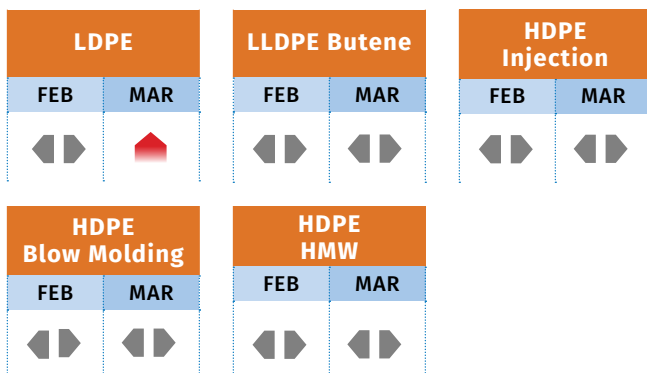 LDPE
FEB MAR
LLDPE Butene
FEB MAR
HDPE
Injection
FEB MAR
HDPE
Blow Molding
FEB MAR
HDPE
HMW
FEB MAR